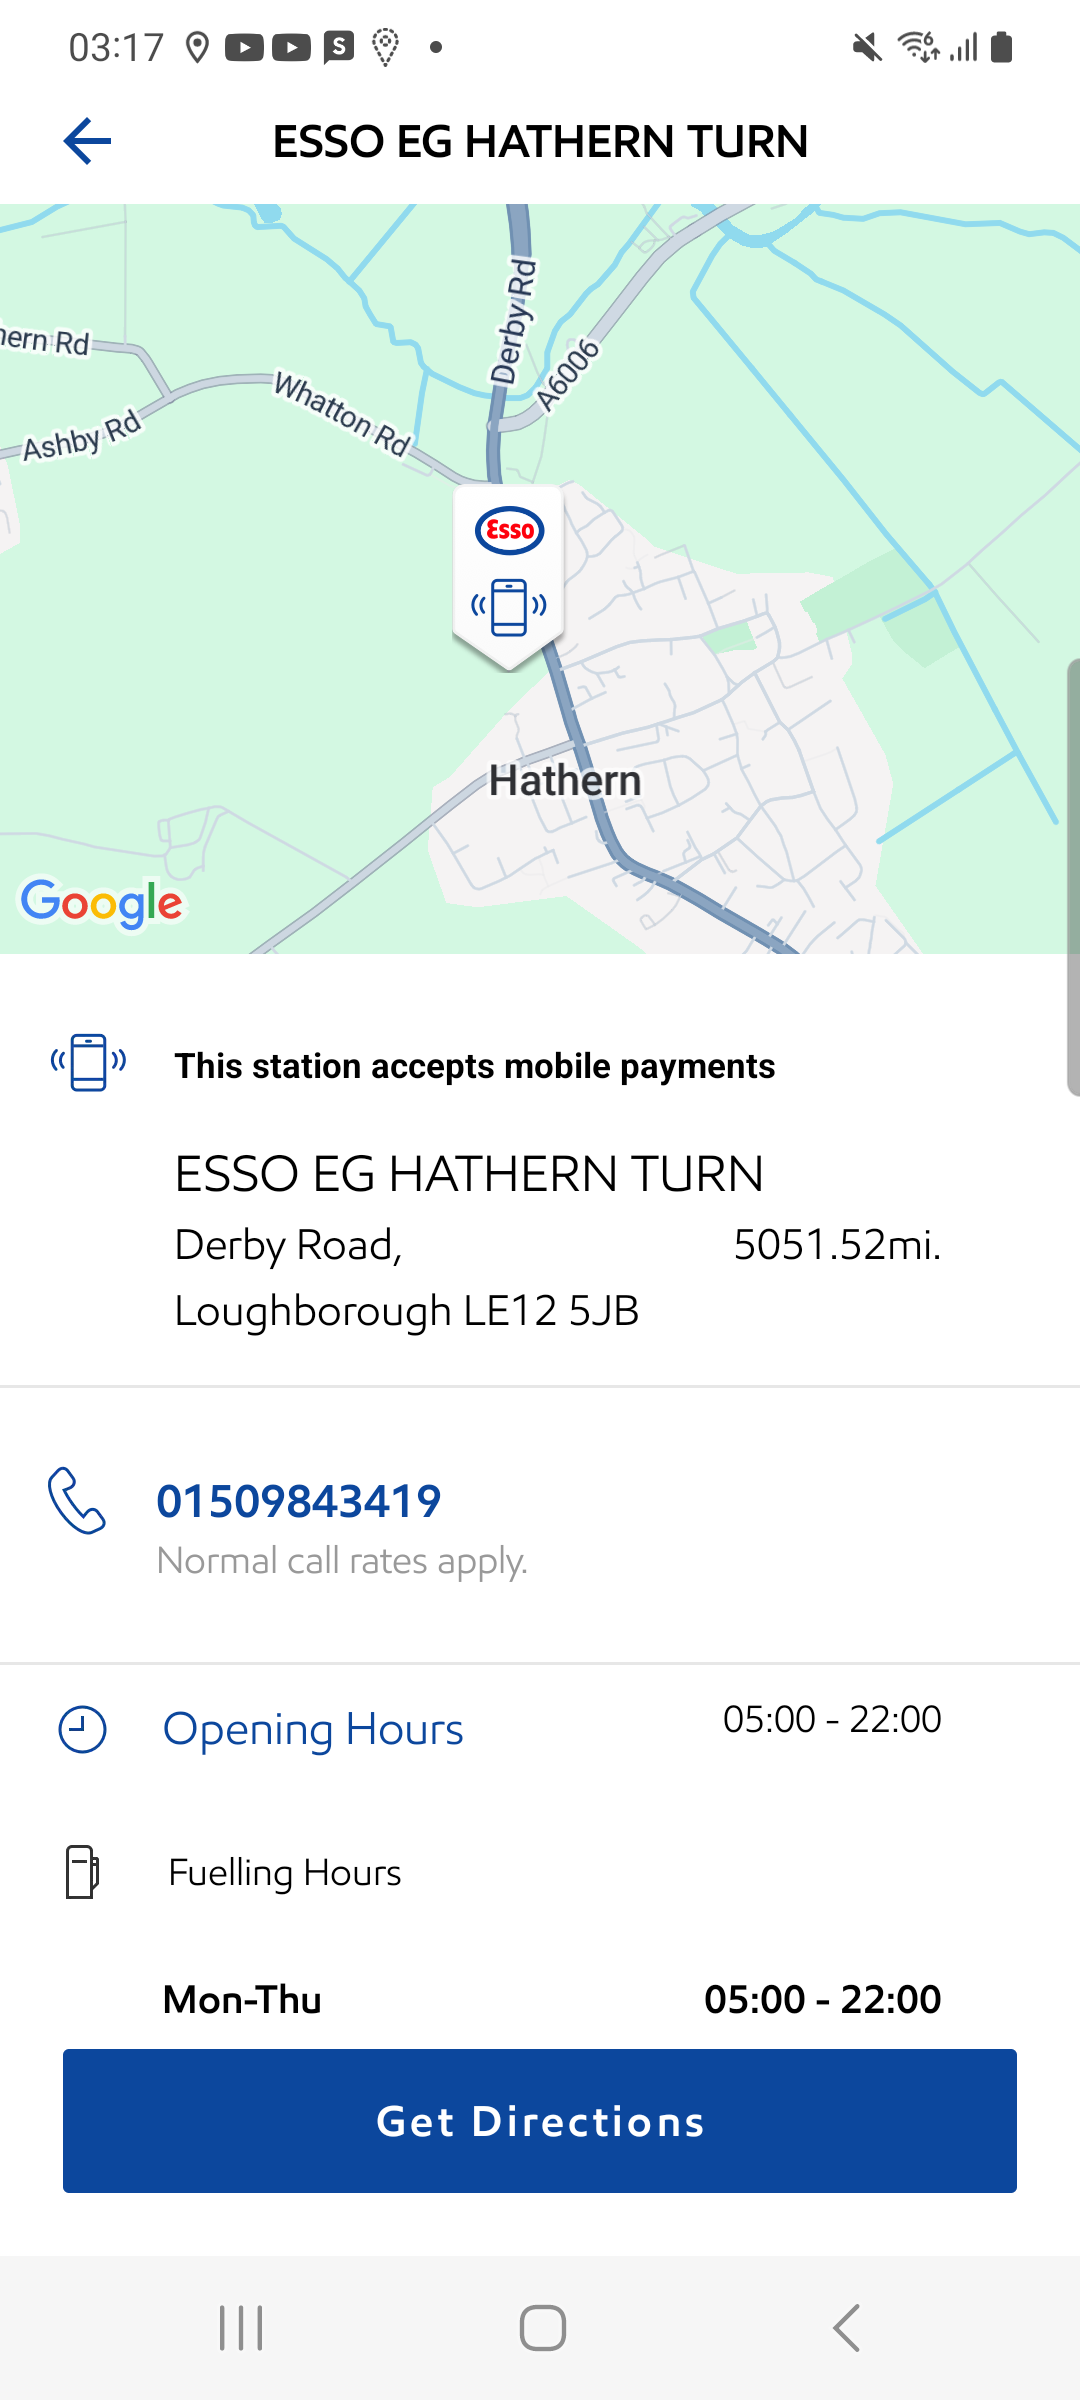 03:17
ESSO EG HATHERN TURN
Derby Rd
A6006
hern Rd
Whatton Rd
Ashby Rd
Esso
Hathern
Google
This station accepts mobile payments
ESSO EG HATHERN TURN
Derby Road, 5051.52mi.
Loughborough LE12 5JB
01509843419
Normal call rates apply.
Opening Hours 05:00 - 22:00
Fuelling Hours
Mon-Thu 05:00 - 22:00
Get Directions